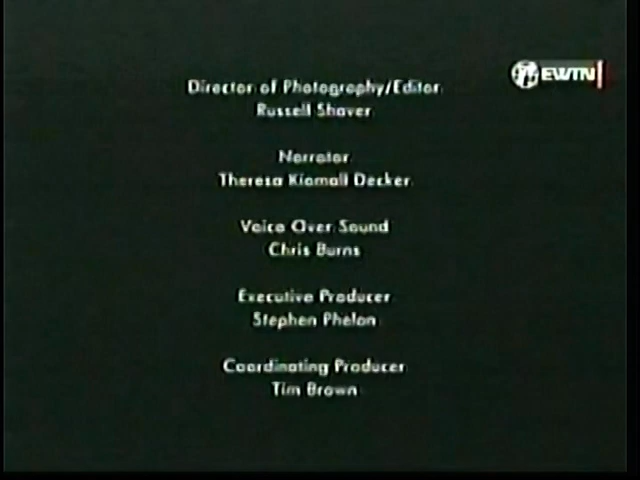 EWTN
Director of Photography/Editor
Russell Shaver
Narrator
Theresa Kiamall Decker
Voice Over Sound
Chris Burns
Executive Producer
Stephen Phelan
Coordinating Producer
Tim Brown